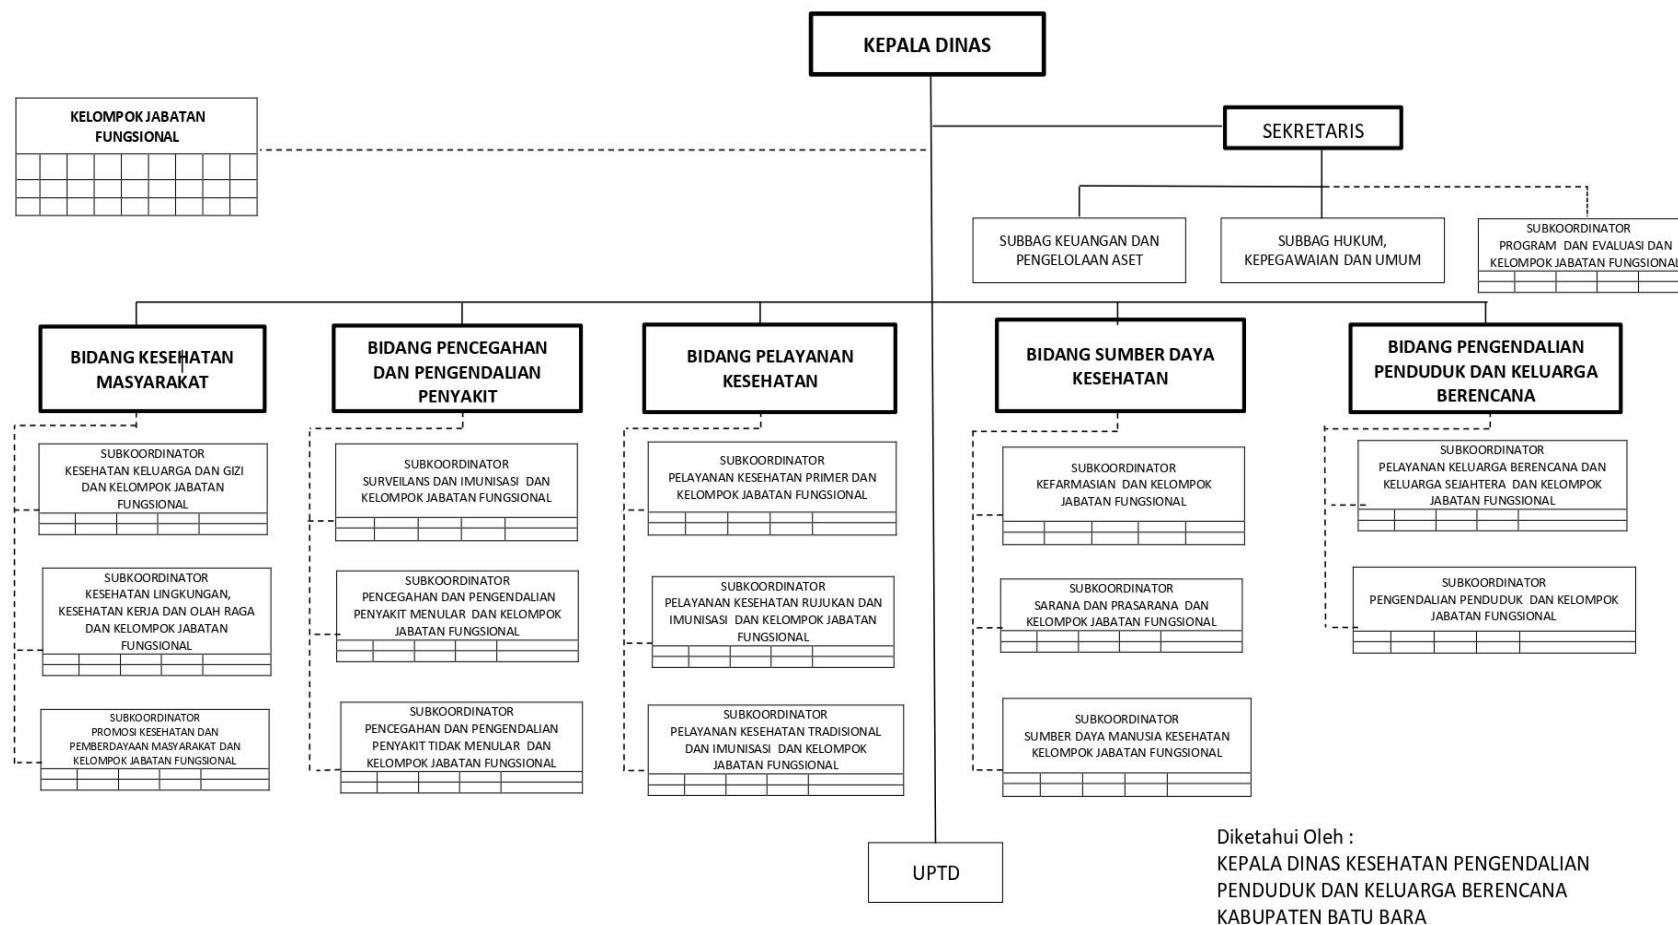 KEPALA DINAS
KELOMPOK JABATAN
FUNGSIONAL
SEKRETARIS
SUBBAG KEUANGAN DAN
PENGELOLAAN ASET
SUBBAG HUKUM,
KEPEGAWAIAN DAN UMUM
SUBKOORDINATOR
PROGRAM DAN EVALUASI DAN
KELOMPOK JABATAN FUNGSIONAL
BIDANG KESEHATAN
MASYARAKAT
BIDANG PENCEGAHAN
DAN PENGENDALIAN
PENYAKIT
BIDANG PELAYANAN
KESEHATAN
BIDANG SUMBER DAYA
KESEHATAN
BIDANG PENGENDALIAN
PENDUDUK DAN KELUARGA
BERENCANA
SUBKOORDINATOR
KESEHATAN KELUARGA DAN GIZI
DAN KELOMPOK JABATAN
FUNGSIONAL
SUBKOORDINATOR
SURVEILANS DAN IMUNISASI DAN
KELOMPOK JABATAN FUNGSIONAL
SUBKOORDINATOR
PELAYANAN KESEHATAN PRIMER DAN
KELOMPOK JABATAN FUNGSIONAL
SUBKOORDINATOR
KEFARMASIAN DAN KELOMPOK
JABATAN FUNGSIONAL
SUBKOORDINATOR
PELAYANAN KELUARGA BERENCANA DAN
KELUARGA SEJAHTERA DAN KELOMPOK
JABATAN FUNGSIONAL
SUBKOORDINATOR
KESEHATAN LINGKUNGAN,
KESEHATAN KERJA DAN OLAH RAGA
DAN KELOMPOK JABATAN
FUNGSIONAL
SUBKOORDINATOR
PENCEGAHAN DAN PENGENDALIAN
PENYAKIT MENULAR DAN KELOMPOK
JABATAN FUNGSIONAL
SUBKOORDINATOR
PELAYANAN KESEHATAN RUJUKAN DAN
IMUNISASI DAN KELOMPOK JABATAN
FUNGSIONAL
SUBKOORDINATOR
SARANA DAN PRASARANA DAN
KELOMPOK JABATAN FUNGSIONAL
SUBKOORDINATOR
PENGENDALIAN PENDUDUK DAN KELOMPOK
JABATAN FUNGSIONAL
SUBKOORDINATOR
PROMOSI KESEHATAN DAN
PEMBERDAYAAN MASYARAKAT DAN
KELOMPOK JABATAN FUNGSIONAL
SUBKOORDINATOR
PENCEGAHAN DAN PENGENDALIAN
PENYAKIT TIDAK MENULAR DAN
KELOMPOK JABATAN FUNGSIONAL
SUBKOORDINATOR
PELAYANAN KESEHATAN TRADISIONAL
DAN IMUNISASI DAN KELOMPOK
JABATAN FUNGSIONAL
SUBKOORDINATOR
SUMBER DAYA MANUSIA KESEHATAN
KELOMPOK JABATAN FUNGSIONAL
UPTD
Diketahui Oleh :
KEPALA DINAS KESEHATAN PENGENDALIAN
PENDUDUK DAN KELUARGA BERENCANA
KABUPATEN BATU BARA